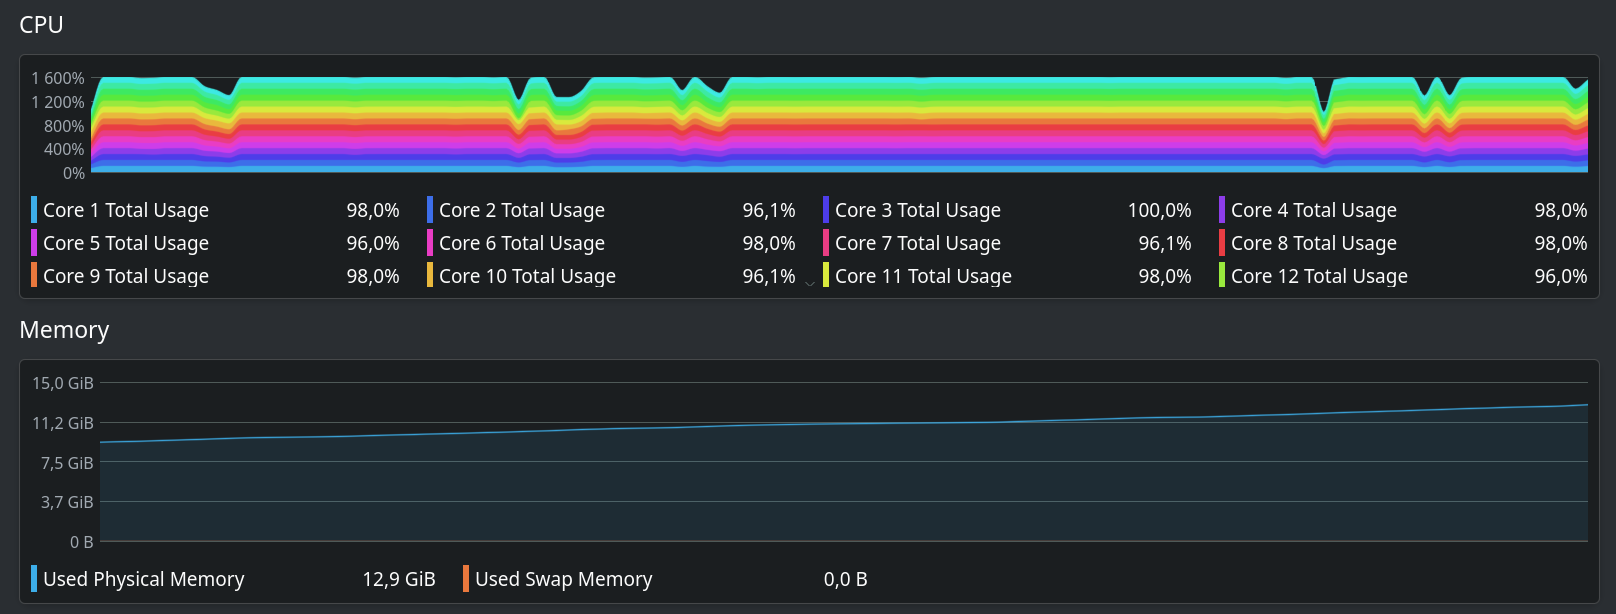 CPU
1 600%
1 200%
800%
400%
0%
Core 1 Total Usage 98,0% Core 2 Total Usage 96,1% Core 3 Total Usage 100,0% Core 4 Total Usage 98,0%
Core 5 Total Usage 96,0% Core 6 Total Usage 98,0% Core 7 Total Usage 96,1% Core 8 Total Usage 98,0%
Core 9 Total Usage 98,0% Core 10 Total Usage 96,1% Core 11 Total Usage 98,0% Core 12 Total Usage 96,0%
Memory
15,0 GiB
11,2 GiB
7,5 GiB
3,7 GiB
0 B
Used Physical Memory 12,9 GiB Used Swap Memory 0,0 B